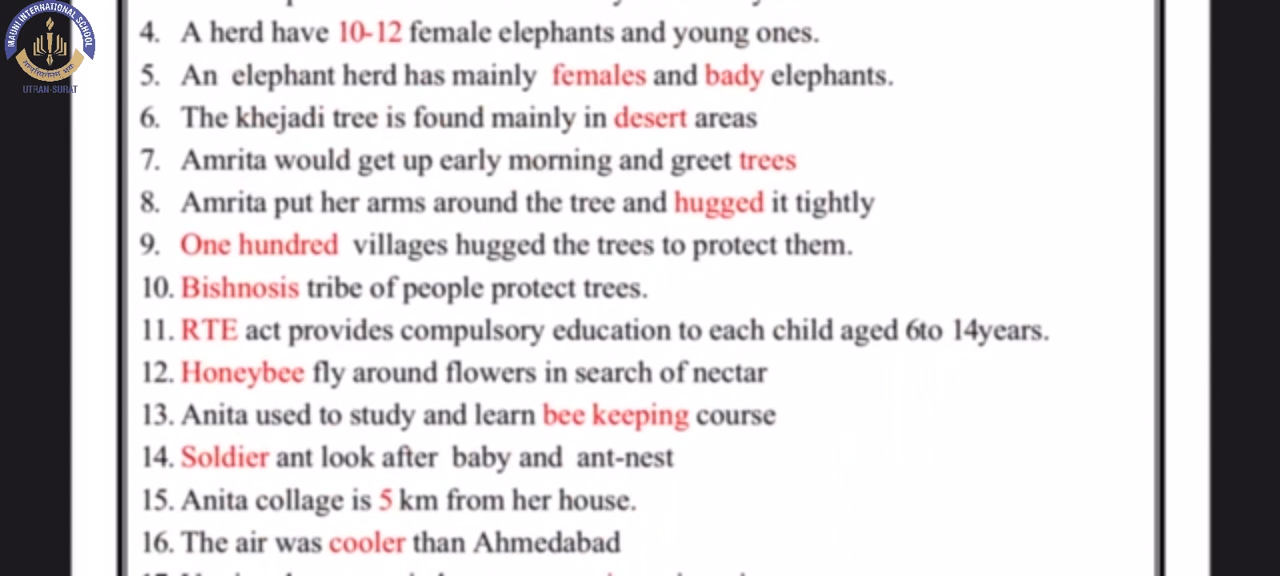 MAUNI INTERNATIONAL SCHOOL
UTRAN-SURAT
4. A herd have 10-12 female elephants and young ones.
5. An elephant herd has mainly females and bady elephants.
6. The khejadi tree is found mainly in desert areas
7. Amrita would get up early morning and greet trees
8. Amrita put her arms around the tree and hugged it tightly
9. One hundred villages hugged the trees to protect them.
10. Bishnosis tribe of people protect trees.
11. RTE act provides compulsory education to each child aged 6to 14years.
12. Honeybee fly around flowers in search of nectar
13. Anita used to study and learn bee keeping course
14. Soldier ant look after baby and ant-nest
15. Anita collage is 5 km from her house.
16. The air was cooler than Ahmedabad